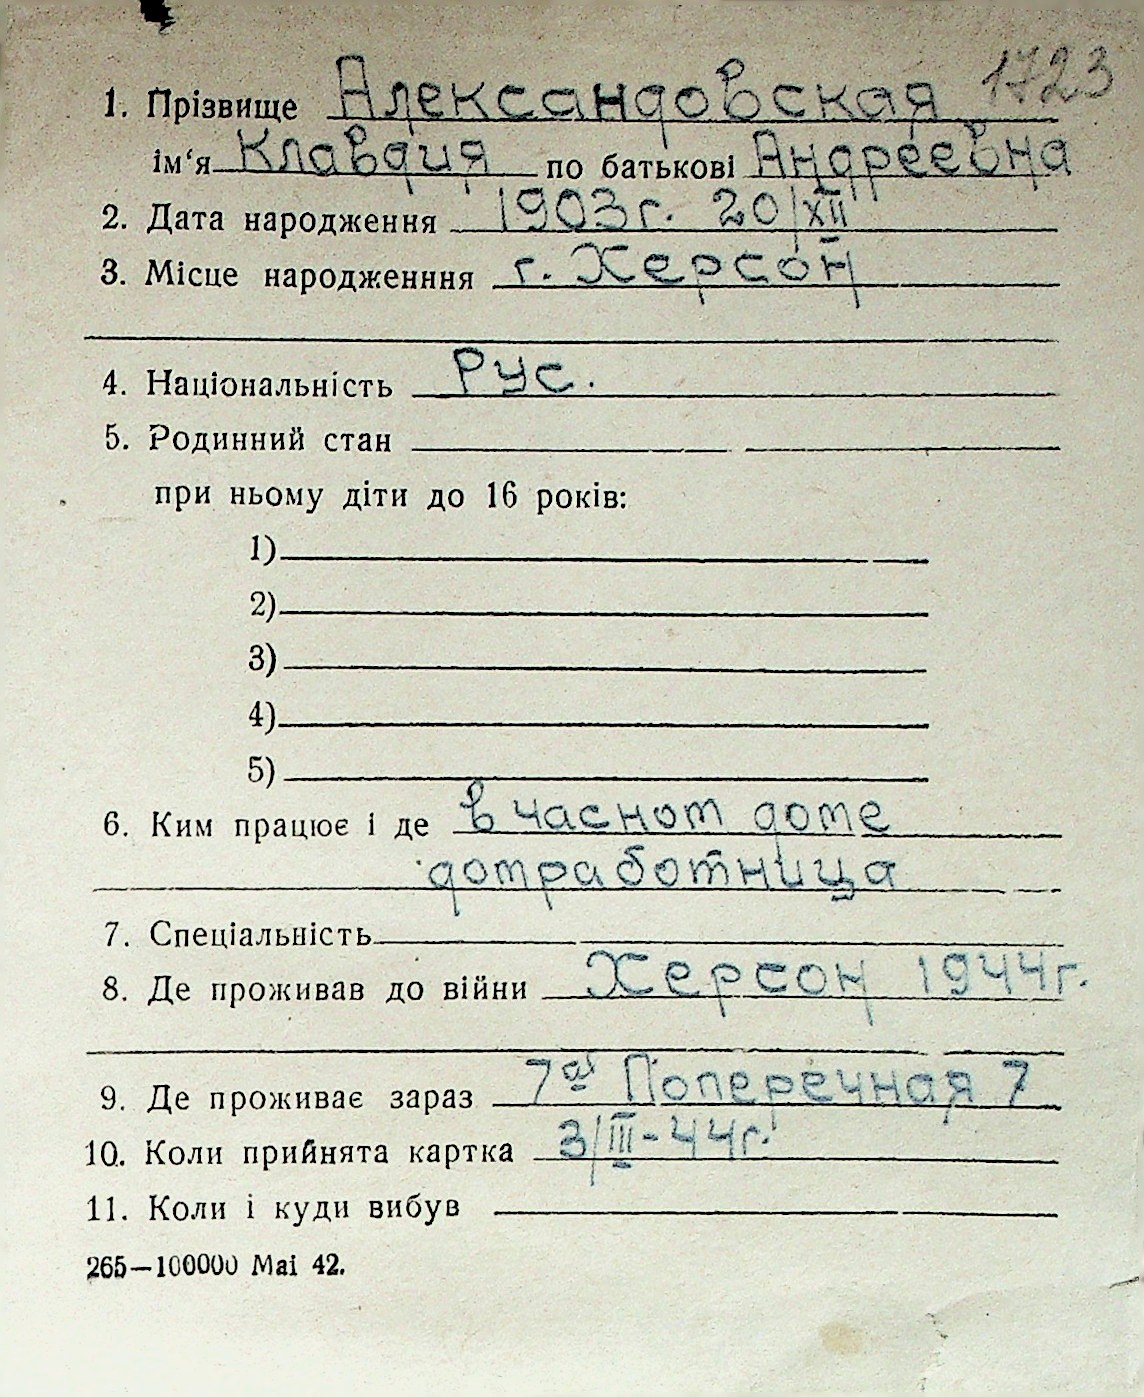 1723
1. Прізвище Александовская
ім‘я Клавдия по батькові Андреевна
2. Дата народження 1903г. 20/XII
3. Місце народженння г. Херсон
4. Національність Рус.
5. Родинний стан
при ньому діти до 16 років:
1)
2)
3)
4)
5)
6. Ким працює і де в часном доме
домработница
7. Спеціальність
8. Де проживав до війни Херсон 1944г.
9. Де проживає зараз 7ая Поперечная 7
10. Коли прийнята картка 3/III-44г.
11. Коли і куди вибув
265—100000 Mai 42.